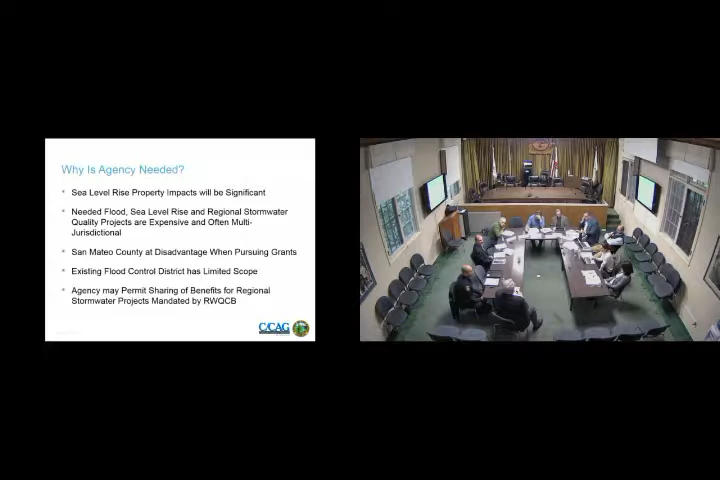 Why Is Agency Needed?
Sea Level Rise Property Impacts will be Significant
Needed Flood, Sea Level Rise and Regional Stormwater
Quality Projects are Expensive and Often Multi-
Jurisdictional
San Mateo County at Disadvantage When Pursuing Grants
Existing Flood Control District has Limited Scope
Agency may Permit Sharing of Benefits for Regional
Stormwater Projects Mandated by RWQCB
C/CAG